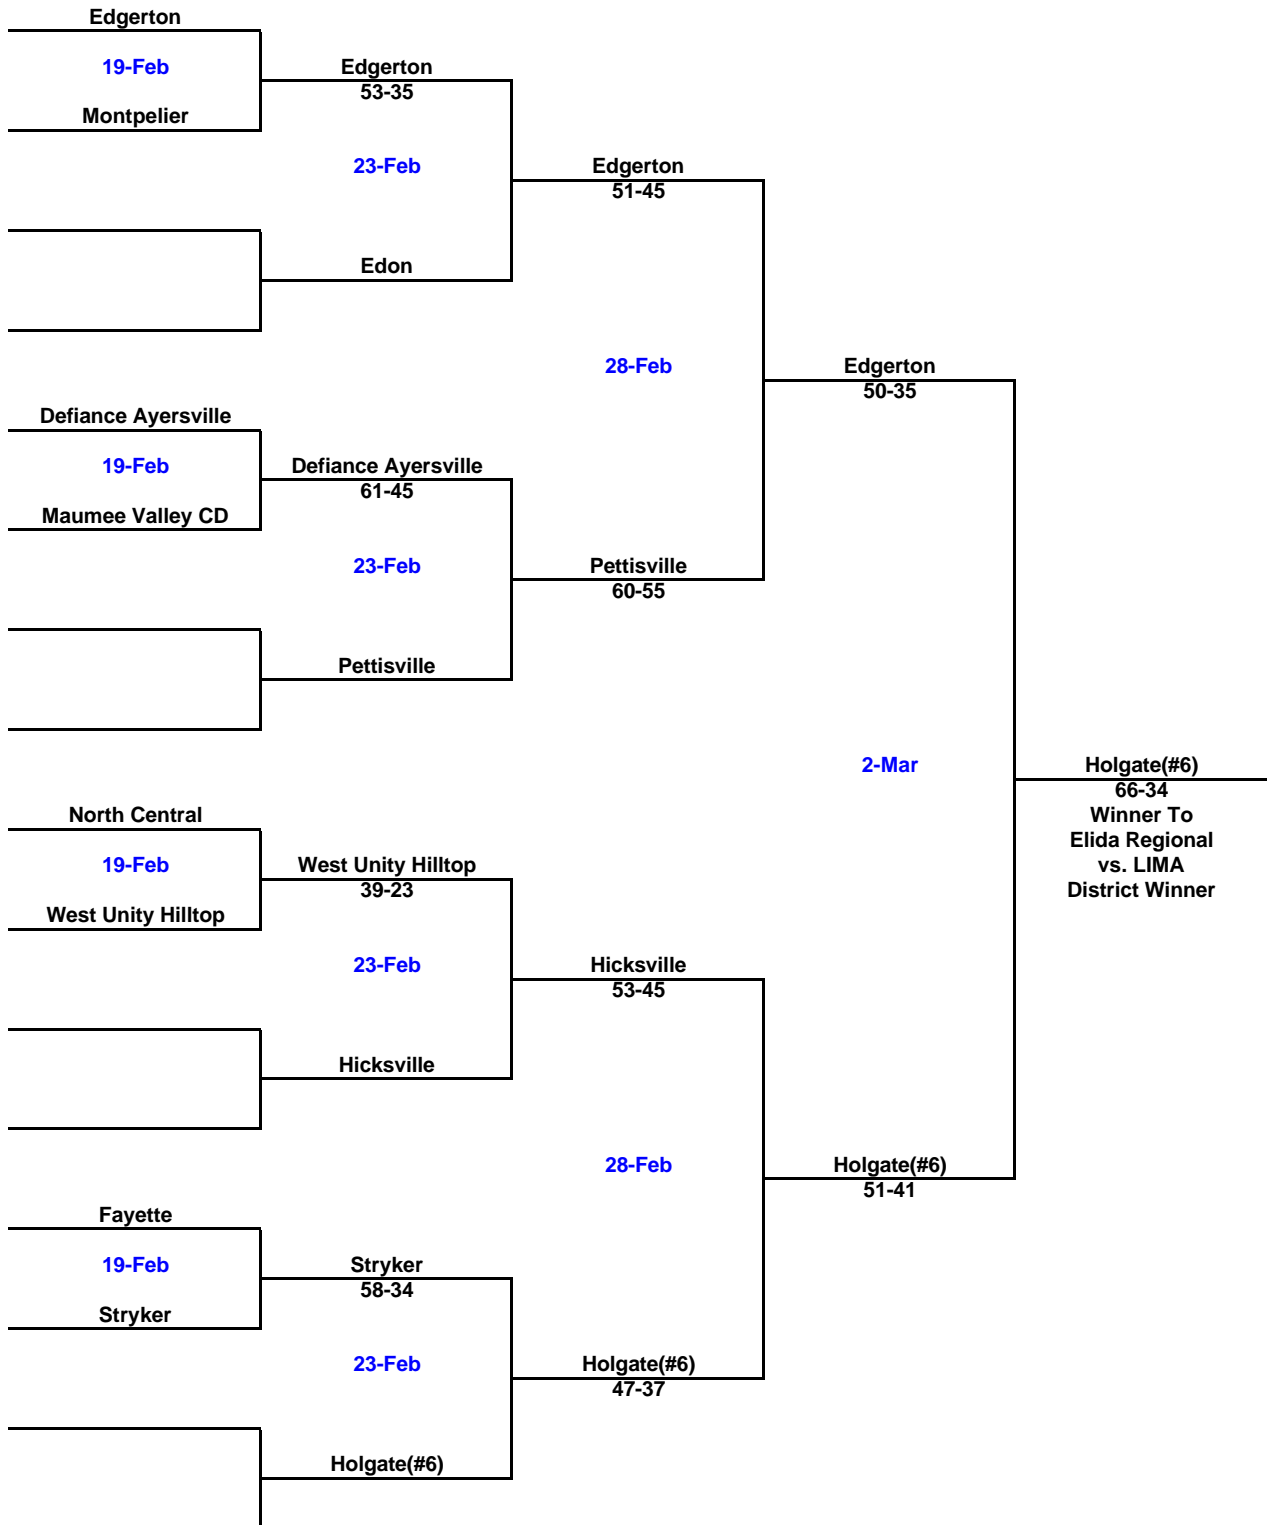 Edgerton
19-Feb
Edgerton
53-35
Montpelier
23-Feb
Edgerton
51-45
Edon
28-Feb
Edgerton
50-35
Defiance Ayersville
19-Feb
Defiance Ayersville
61-45
Maumee Valley CD
23-Feb
Pettisville
60-55
Pettisville
2-Mar
Holgate(#6)
66-34
Winner To
Elida Regional
vs. LIMA
District Winner
North Central
19-Feb
West Unity Hilltop
39-23
West Unity Hilltop
23-Feb
Hicksville
53-45
Hicksville
28-Feb
Holgate(#6)
51-41
Fayette
19-Feb
Stryker
58-34
Stryker
23-Feb
Holgate(#6)
47-37
Holgate(#6)